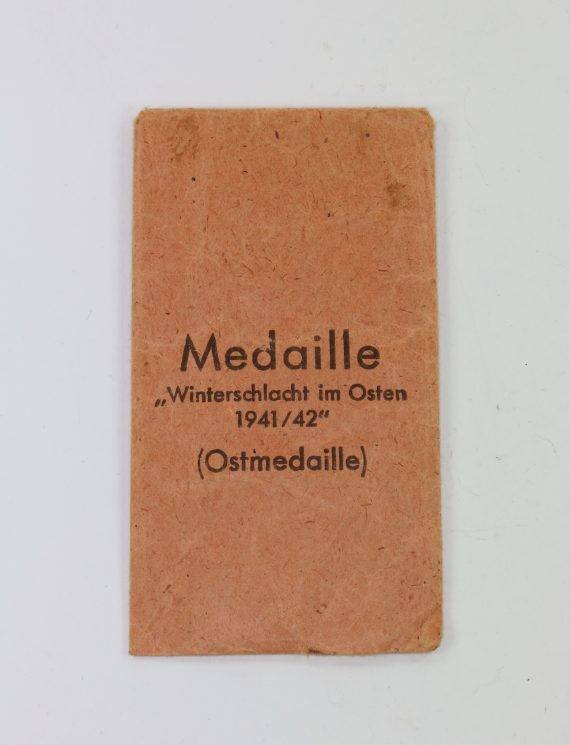 Medaille
„Winterschlacht im Osten
1941/42“
(Ostmedaille)